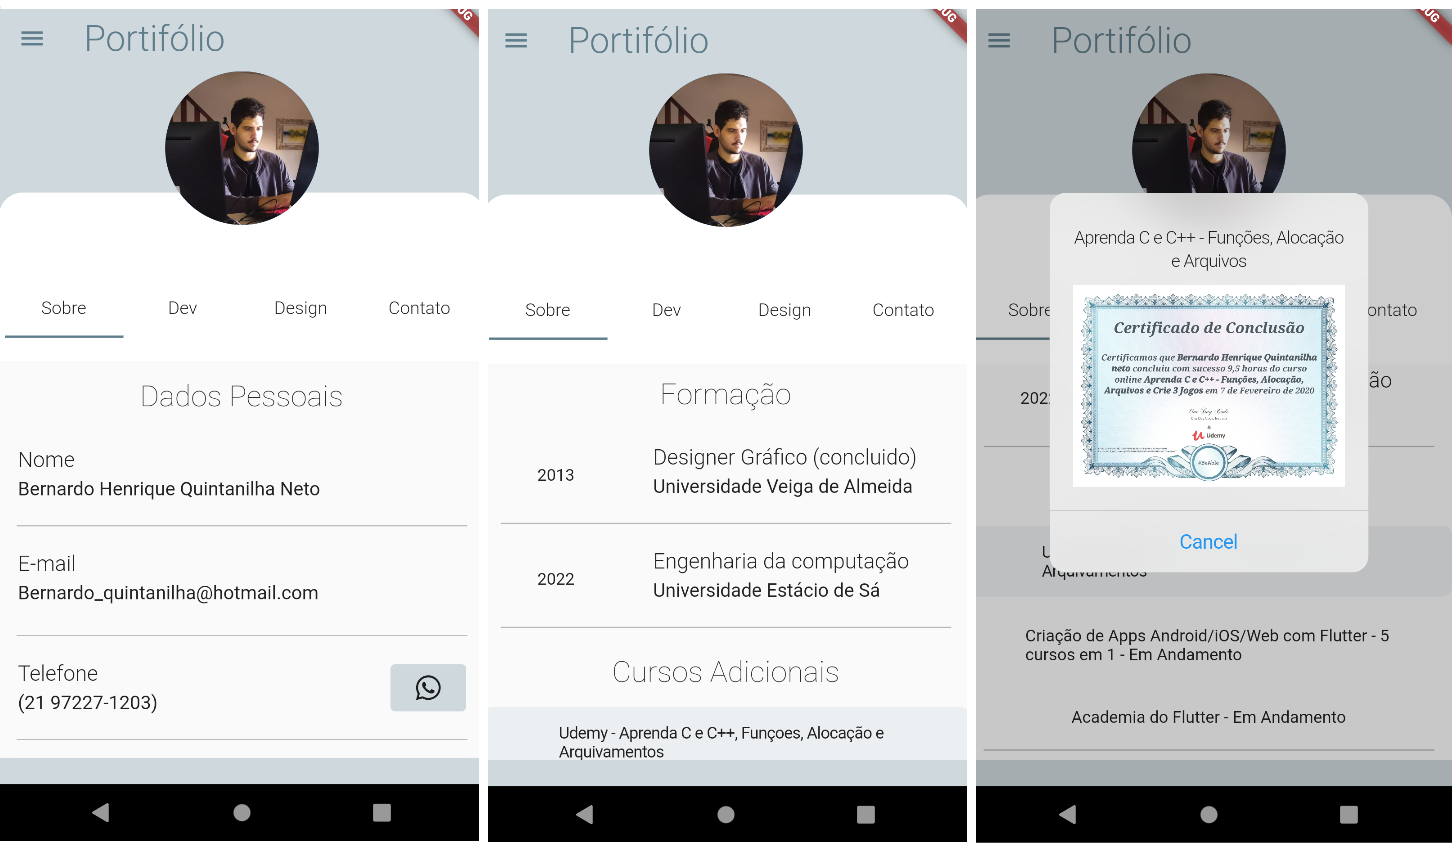 Portifólio
Sobre
Dev
Design
Contato
Dados Pessoais
Nome
Bernardo Henrique Quintanilha Neto
E-mail
Bernardo_quintanilha@hotmail.com
Telefone
(21 97227-1203)
Portifólio
Sobre
Dev
Design
Contato
Formação
2013
Designer Gráfico (concluido)
Universidade Veiga de Almeida
2022
Engenharia da computação
Universidade Estácio de Sá
Cursos Adicionais
Udemy - Aprenda C e C++, Funçoes, Alocação e
Arquivamentos
Portifólio
Sobre
ontato
ão
202
Aprenda C e C++ - Funções, Alocação
e Arquivos
Certificado de Conclusão
Certificamos que Bernardo Henrique Quintanilha
neto concluiu com sucesso 9,5 horas do curso
online Aprenda C e C++ - Funções, Alocação,
Arquivos e Crie 3 Jogos em 7 de Fevereiro de 2020
&
Udemy
#BeAble
Cancel
U
Arquivamentos
Criação de Apps Android/iOS/Web com Flutter - 5
cursos em 1 - Em Andamento
Academia do Flutter - Em Andamento